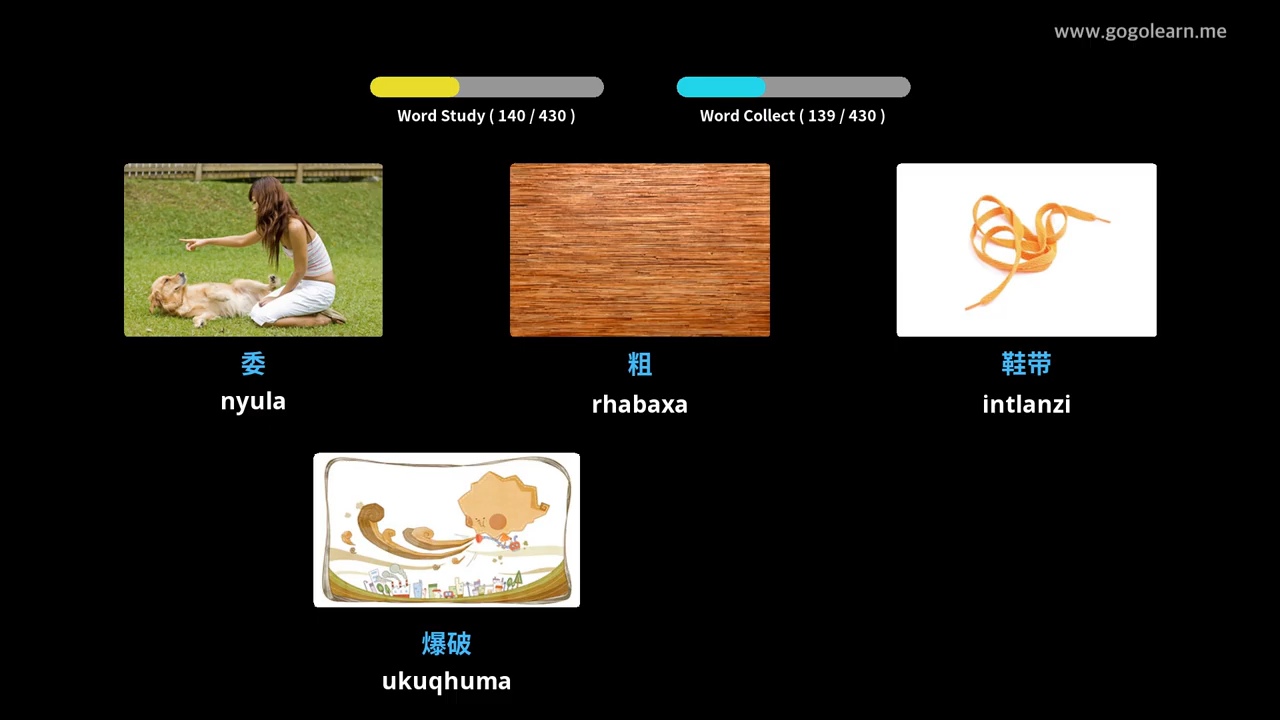 www.gogolearn.me
Word Study ( 140 / 430 )
Word Collect ( 139 / 430 )
委
nyula
粗
rhabaxa
鞋带
intlanzi
爆破
ukuqhuma